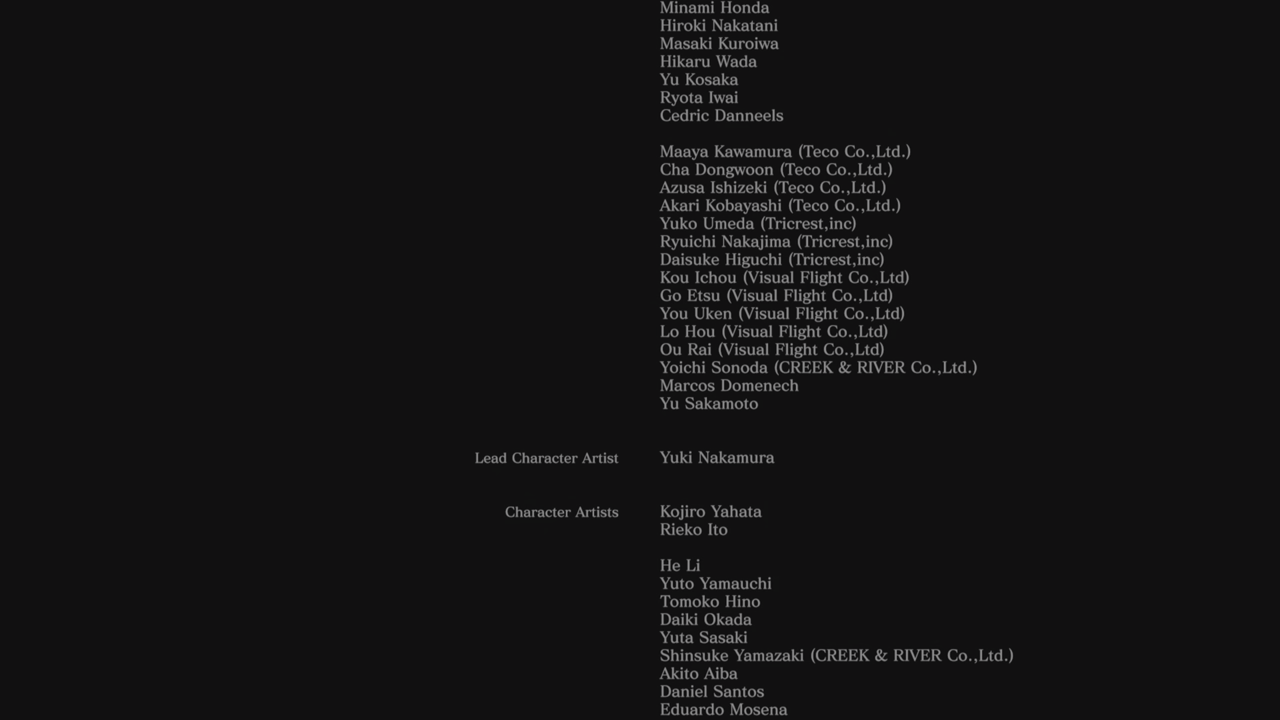 Minami Honda
Hiroki Nakatani
Masaki Kuroiwa
Hikaru Wada
Yu Kosaka
Ryota Iwai
Cedric Danneels
Maaya Kawamura (Teco Co.,Ltd.)
Cha Dongwoon (Teco Co.,Ltd.)
Azusa Ishizeki (Teco Co.,Ltd.)
Akari Kobayashi (Teco Co.,Ltd.)
Yuko Umeda (Tricrest,inc)
Ryuichi Nakajima (Tricrest,inc)
Daisuke Higuchi (Tricrest,inc)
Kou Ichou (Visual Flight Co.,Ltd)
Go Etsu (Visual Flight Co.,Ltd)
You Uken (Visual Flight Co.,Ltd)
Lo Hou (Visual Flight Co.,Ltd)
Ou Rai (Visual Flight Co.,Ltd)
Yoichi Sonoda (CREEK & RIVER Co.,Ltd.)
Marcos Domenech
Yu Sakamoto
Lead Character Artist Yuki Nakamura
Character Artists Kojiro Yahata
Rieko Ito
He Li
Yuto Yamauchi
Tomoko Hino
Daiki Okada
Yuta Sasaki
Shinsuke Yamazaki (CREEK & RIVER Co.,Ltd.)
Akito Aiba
Daniel Santos
Eduardo Mosena